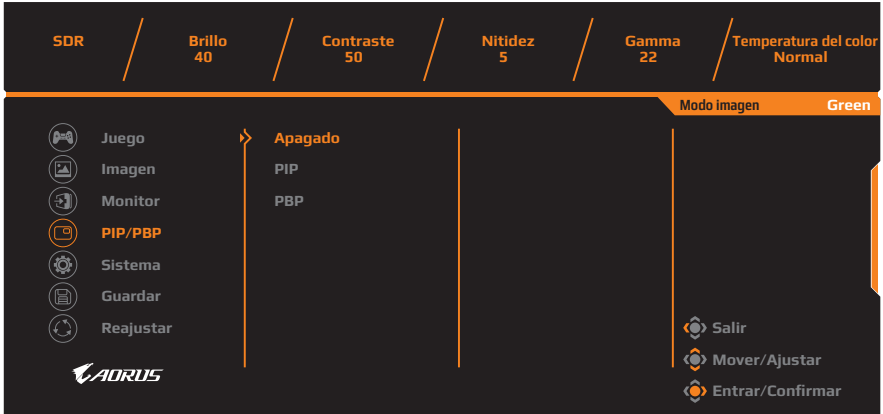 SDR
Brillo
40
Contraste
50
Nitidez
5
Gamma
22
Temperatura del color
Normal
Modo imagen Green
Juego
Imagen
Monitor
PIP/PBP
Sistema
Guardar
Reajustar
Apagado
PIP
PBP
Salir
Mover/Ajustar
Entrar/Confirmar
AORUS